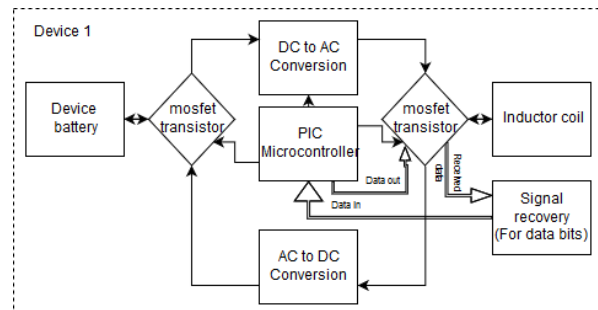 Device 1
DC to AC
Conversion
Device
battery
mosfet
transistor
PIC
Microcontroller
mosfet
transistor
Inductor coil
Data out
Received
data
Data In
Signal
recovery
(For data bits)
AC to DC
Conversion